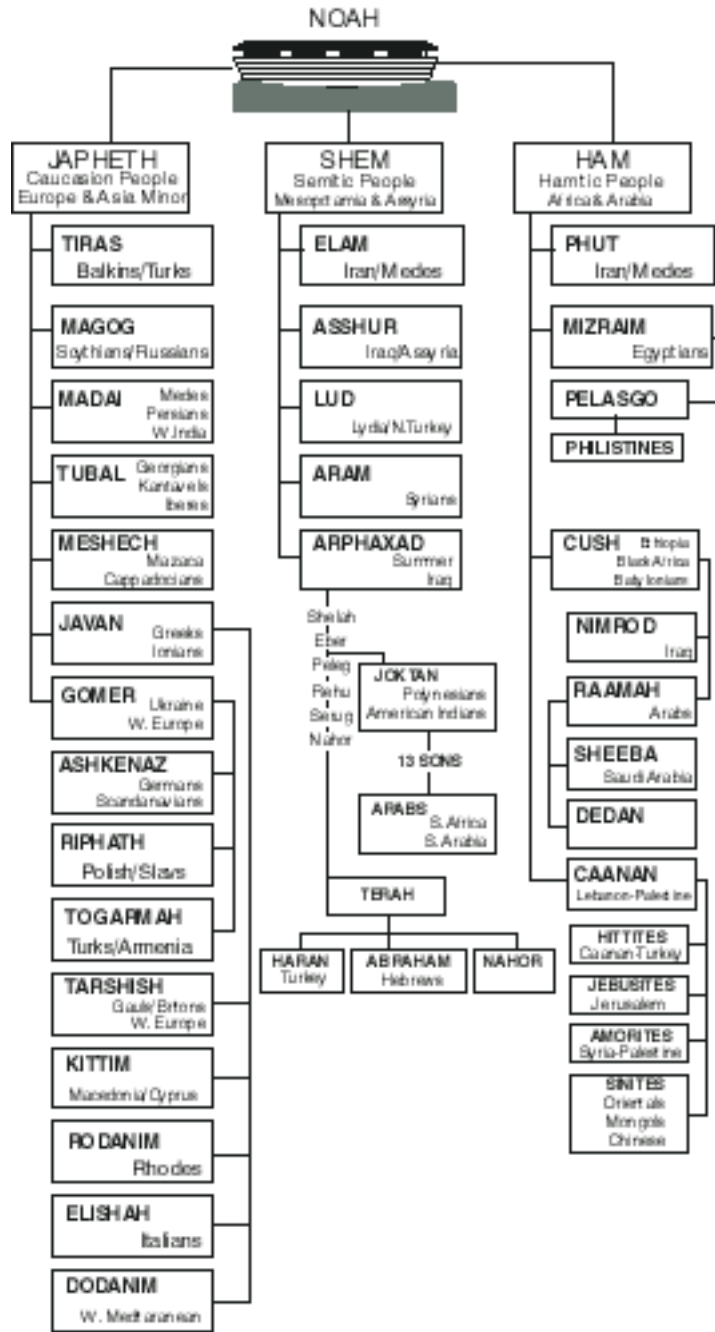 NOAH
JAPHETH
Caucasion People
Europe & Asia Minor
TIRAS
Balkins/Turks
MAGOG
Scythians/Russians
MADAI
Medes
Persians
W.India
TUBAL
Georgians
Kantavels
Iberes
MESHECH
Mazaca
Cappadocians
JAVAN
Greeks
Ionians
GOMER
Ukraine
W. Europe
ASHKENAZ
Germans
Scandanavians
RIPHATH
Polish/Slavs
TOGARMAH
Turks/Armenia
TARSHISH
Gauls/Britons
W. Europe
KITTIM
Macedonia/Cyprus
RODANIM
Rhodes
ELISHAH
Italians
DODANIM
W. Meditaranean
SHEM
Semitic People
Mesopotamia & Assyria
ELAM
Iran/Medes
ASSHUR
Iraq/Assyria
LUD
Lydia/N.Turkey
ARAM
Syrians
ARPHAXAD
Summer
Iraq
Shelah
Eber
Peleg
Rehu
Serug
Nahor
JOKTAN
Polynesians
American Indians
13 SONS
ARABS
S. Africa
S. Arabia
TERAH
HARAN
Turkey
ABRAHAM
Hebrews
NAHOR
HAM
Hamtic People
Africa & Arabia
PHUT
Iran/Medes
MIZRAIM
Egyptians
PELASGO
PHILISTINES
CUSH
Ethiopia
Black Africa
Babylonians
NIMROD
Iraq
RAAMAH
Arabs
SHEEBA
Saudi Arabia
DEDAN
CAANAN
Lebanon-Palestine
HITTITES
Caanan-Turkey
JEBUSITES
Jerusalem
AMORITES
Syria-Palestine
SINITES
Orientals
Mongols
Chinese